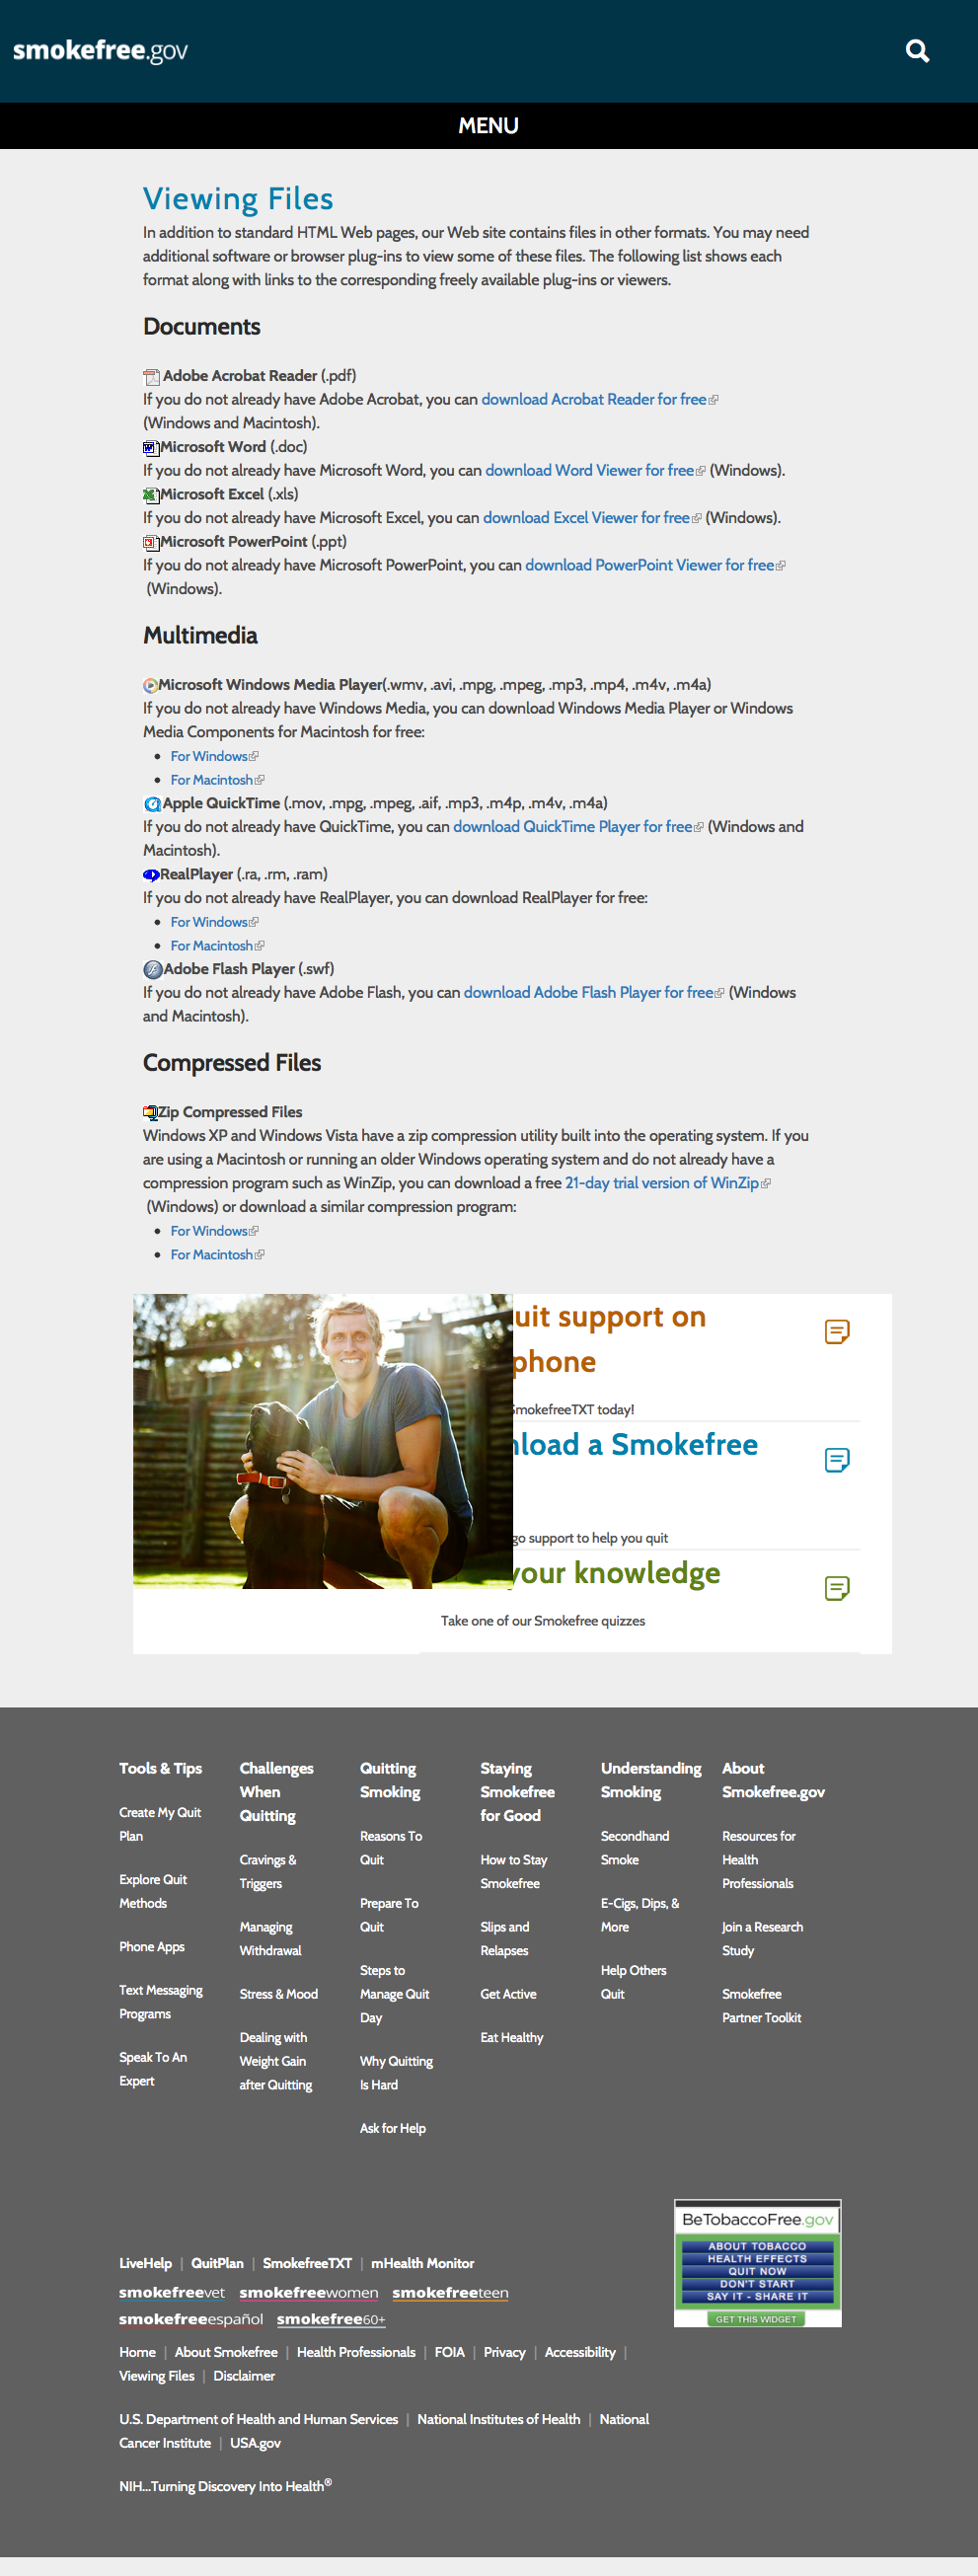 smokefree.gov
MENU
Viewing Files
In addition to standard HTML Web pages, our Web site contains files in other formats. You may need
additional software or browser plug-ins to view some of these files. The following list shows each
format along with links to the corresponding freely available plug-ins or viewers.
Documents
Adobe Acrobat Reader (.pdf)
If you do not already have Adobe Acrobat, you can download Acrobat Reader for free
(Windows and Macintosh).
Microsoft Word (.doc)
If you do not already have Microsoft Word, you can download Word Viewer for free (Windows).
Microsoft Excel (.xls)
If you do not already have Microsoft Excel, you can download Excel Viewer for free (Windows).
Microsoft PowerPoint (.ppt)
If you do not already have Microsoft PowerPoint, you can download PowerPoint Viewer for free
(Windows).
Multimedia
Microsoft Windows Media Player(.wmv, .avi, .mpg, .mpeg, .mp3, .mp4, .m4v, .m4a)
If you do not already have Windows Media, you can download Windows Media Player or Windows
Media Components for Macintosh for free:
• For Windows
• For Macintosh
Apple QuickTime (.mov, .mpg, .mpeg, .aif, .mp3, .m4p, .m4v, .m4a)
If you do not already have QuickTime, you can download QuickTime Player for free (Windows and
Macintosh).
RealPlayer (.ra, .rm, .ram)
If you do not already have RealPlayer, you can download RealPlayer for free:
• For Windows
• For Macintosh
Adobe Flash Player (.swf)
If you do not already have Adobe Flash, you can download Adobe Flash Player for free (Windows
and Macintosh).
Compressed Files
Zip Compressed Files
Windows XP and Windows Vista have a zip compression utility built into the operating system. If you
are using a Macintosh or running an older Windows operating system and do not already have a
compression program such as WinZip, you can download a free 21-day trial version of WinZip
(Windows) or download a similar compression program:
• For Windows
• For Macintosh
uit support on
phone
SmokefreeTXT today!
nload a Smokefree
go support to help you quit
your knowledge
Take one of our Smokefree quizzes
Tools & Tips
Create My Quit
Plan
Explore Quit
Methods
Phone Apps
Text Messaging
Programs
Speak To An
Expert
Challenges
When
Quitting
Cravings &
Triggers
Managing
Withdrawal
Stress & Mood
Dealing with
Weight Gain
after Quitting
Quitting
Smoking
Reasons To
Quit
Prepare To
Quit
Steps to
Manage Quit
Day
Why Quitting
Is Hard
Ask for Help
Staying
Smokefree
for Good
How to Stay
Smokefree
Slips and
Relapses
Get Active
Eat Healthy
Understanding
Smoking
Secondhand
Smoke
E-Cigs, Dips, &
More
Help Others
Quit
About
Smokefree.gov
Resources for
Health
Professionals
Join a Research
Study
Smokefree
Partner Toolkit
LiveHelp | QuitPlan | SmokefreeTXT | mHealth Monitor
smokefreevet smokefreewomen smokefreeteen
smokefreeespañol smokefree60+
Home | About Smokefree | Health Professionals | FOIA | Privacy | Accessibility |
Viewing Files | Disclaimer
U.S. Department of Health and Human Services | National Institutes of Health | National
Cancer Institute | USA.gov
NIH...Turning Discovery Into Health®
BeTobaccoFree.gov
ABOUT TOBACCO
HEALTH EFFECTS
QUIT NOW
DON'T START
SAY IT - SHARE IT
GET THIS WIDGET